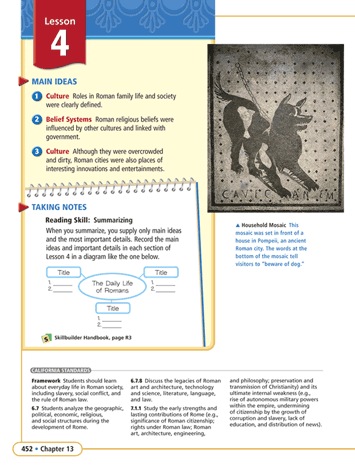 Lesson
4
MAIN IDEAS
1 Culture Roles in Roman family life and society
were clearly defined.
2 Belief Systems Roman religious beliefs were
influenced by other cultures and linked with
government.
3 Culture Although they were overcrowded
and dirty, Roman cities were also places of
interesting innovations and entertainments.
TAKING NOTES
Reading Skill: Summarizing
When you summarize, you supply only main ideas
and the most important details. Record the main
ideas and important details in each section of
Lesson 4 in a diagram like the one below.
Title
1.
2.
The Daily Life
of Romans
Title
1.
2.
Title
1.
2.
Skillbuilder Handbook, page R3
CAVE CANEM
▲ Household Mosaic This
mosaic was set in front of a
house in Pompeii, an ancient
Roman city. The words at the
bottom of the mosaic tell
visitors to "beware of dog."
CALIFORNIA STANDARDS
Framework Students should learn
about everyday life in Roman society,
including slavery, social conflict, and
the rule of Roman law.
6.7 Students analyze the geographic,
political, economic, religious,
and social structures during the
development of Rome.
6.7.8 Discuss the legacies of Roman
art and architecture, technology
and science, literature, language,
and law.
7.1.1 Study the early strengths and
lasting contributions of Rome (e.g.,
significance of Roman citizenship;
rights under Roman law; Roman
art, architecture, engineering,
and philosophy; preservation and
transmission of Christianity) and its
ultimate internal weakness (e.g.,
rise of autonomous military powers
within the empire, undermining
of citizenship by the growth of
corruption and slavery, lack of
education, and distribution of news).
452 • Chapter 13